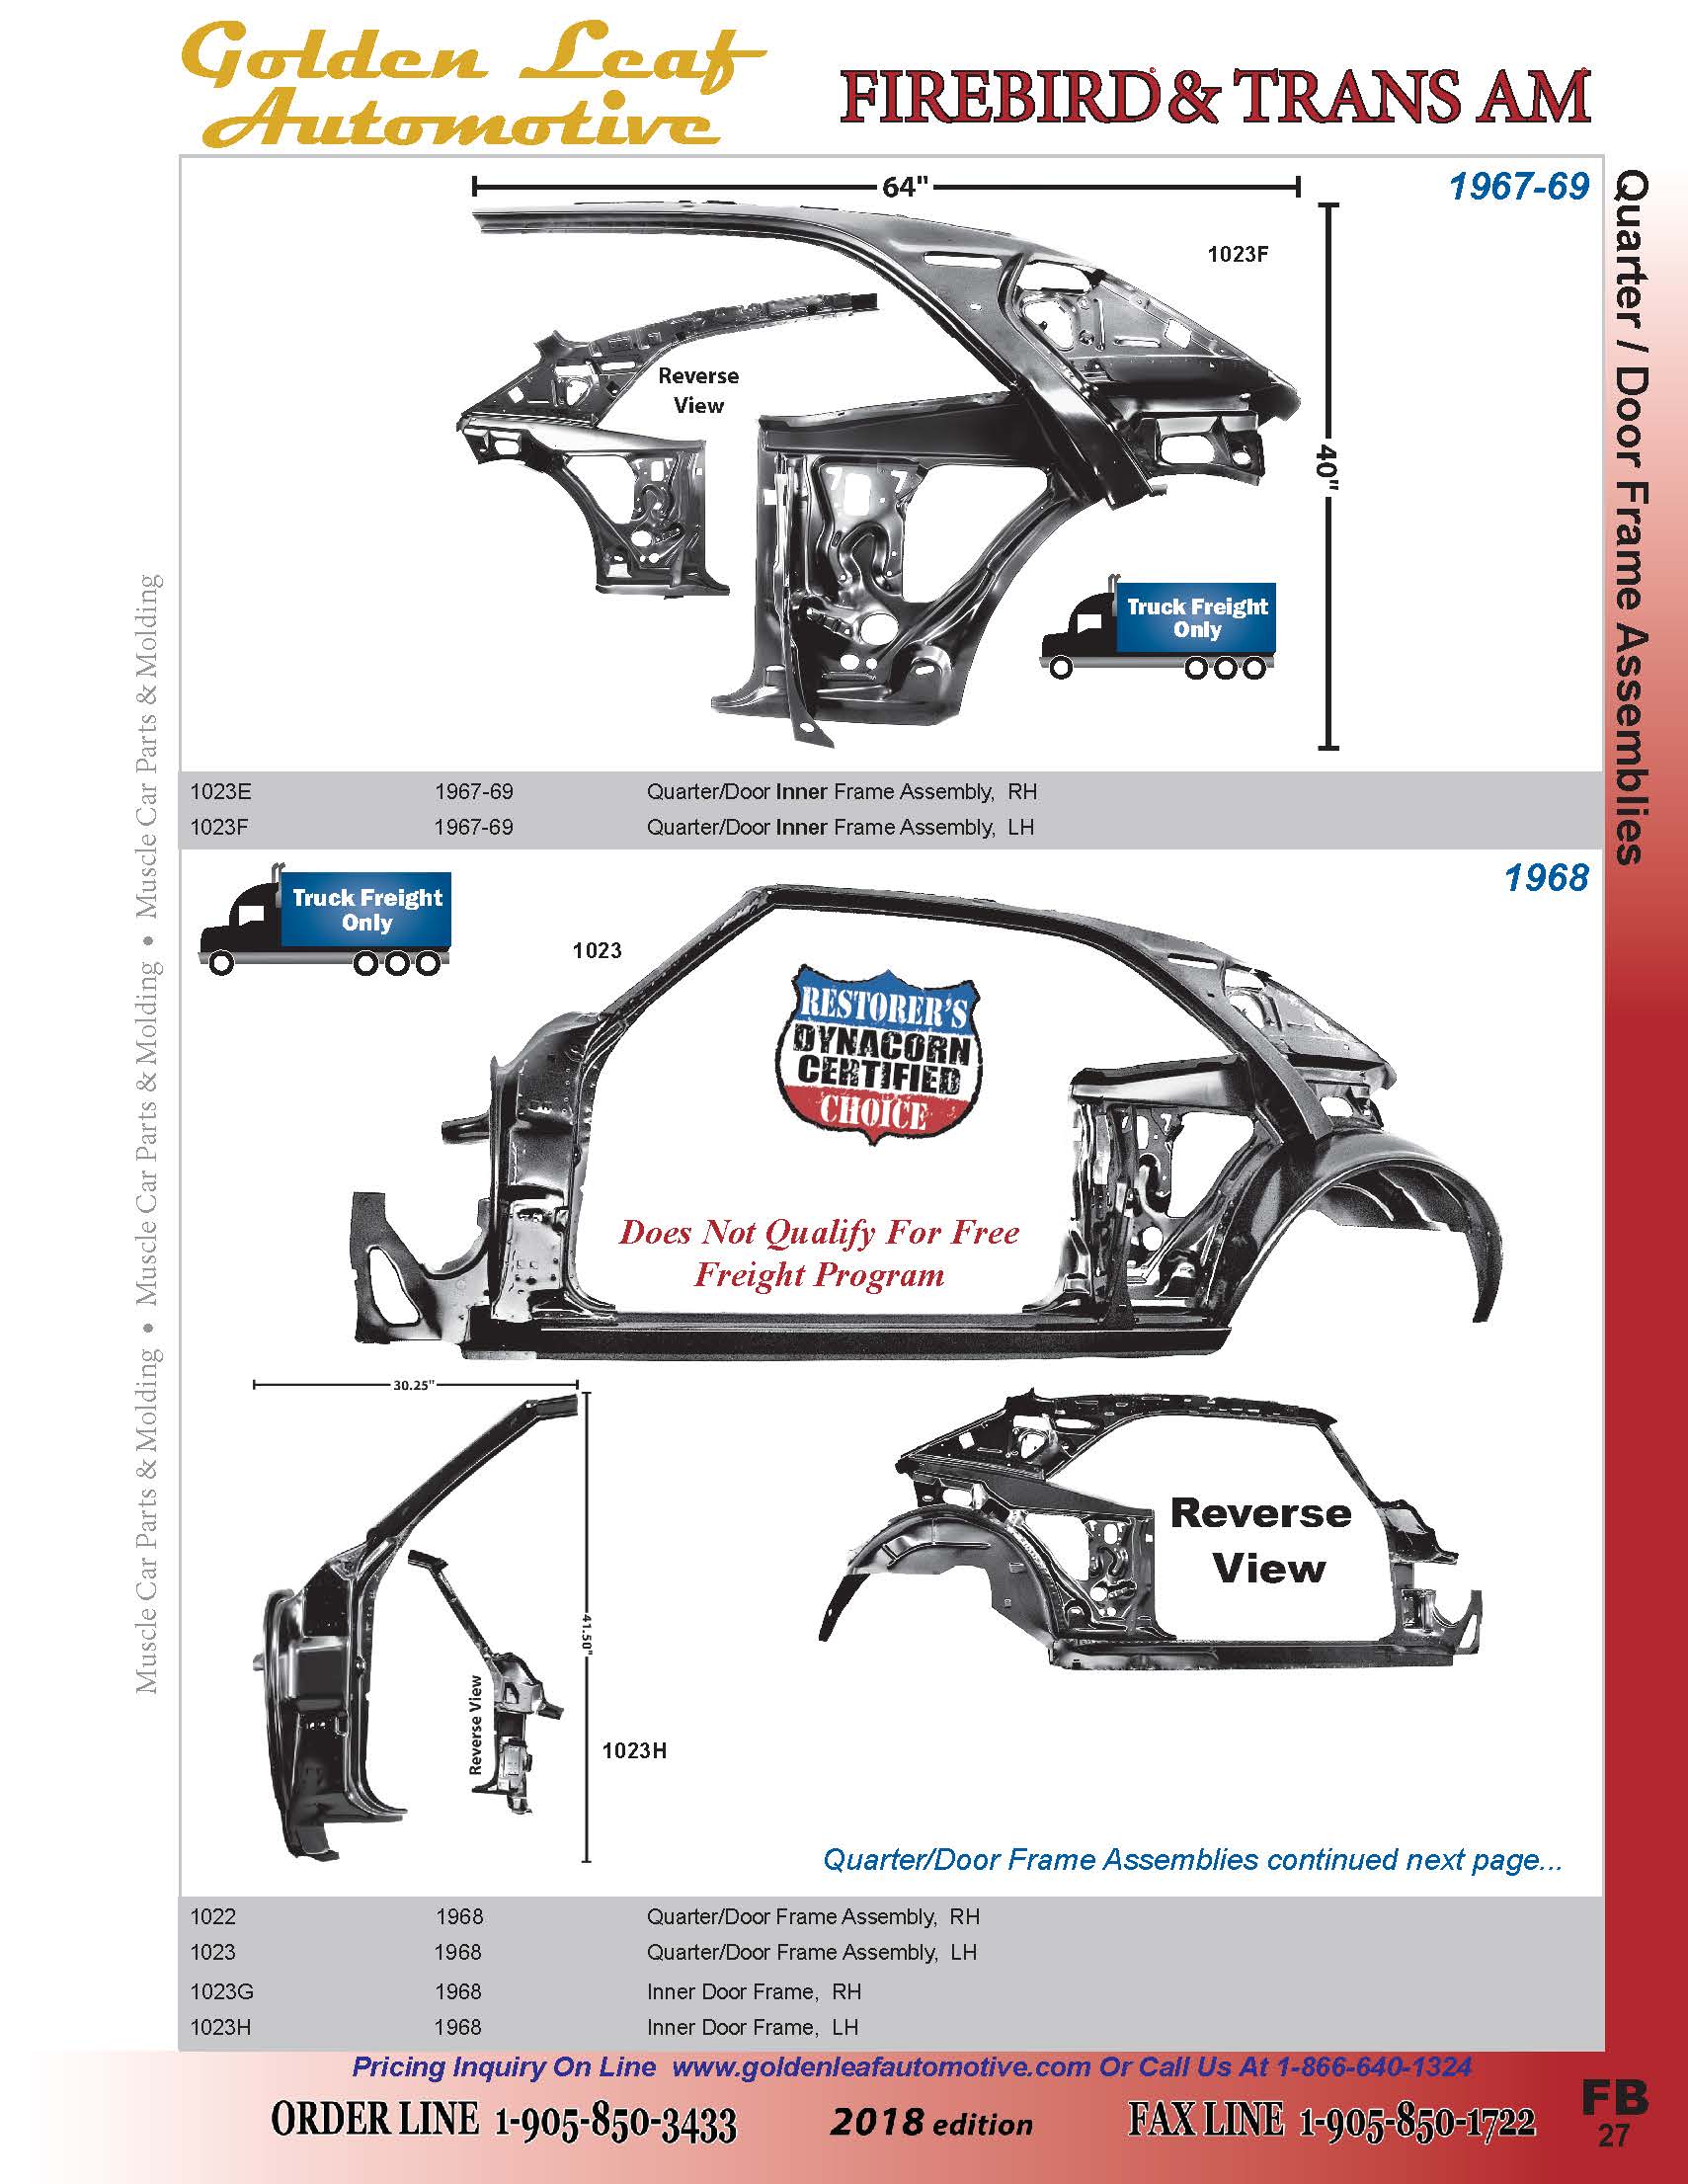 Golden Leaf
Automotive
FIREBIRD & TRANS AM
Quarter / Door Frame Assemblies
Muscle Car Parts & Molding • Muscle Car Parts & Molding • Muscle Car Parts & Molding
1967-69
64"
1023F
40"
Reverse
View
Truck Freight
Only
1023E 1967-69 Quarter/Door Inner Frame Assembly, RH
1023F 1967-69 Quarter/Door Inner Frame Assembly, LH
1968
Truck Freight
Only
1023
RESTORER'S
DYNACORN
CERTIFIED
CHOICE
Does Not Qualify For Free
Freight Program
30.25"
41.50"
Reverse View
1023H
Reverse
View
Quarter/Door Frame Assemblies continued next page...
1022 1968 Quarter/Door Frame Assembly, RH
1023 1968 Quarter/Door Frame Assembly, LH
1023G 1968 Inner Door Frame, RH
1023H 1968 Inner Door Frame, LH
Pricing Inquiry On Line www.goldenleafautomotive.com Or Call Us At 1-866-640-1324
ORDER LINE 1-905-850-3433 2018 edition FAX LINE 1-905-850-1722
FB
27